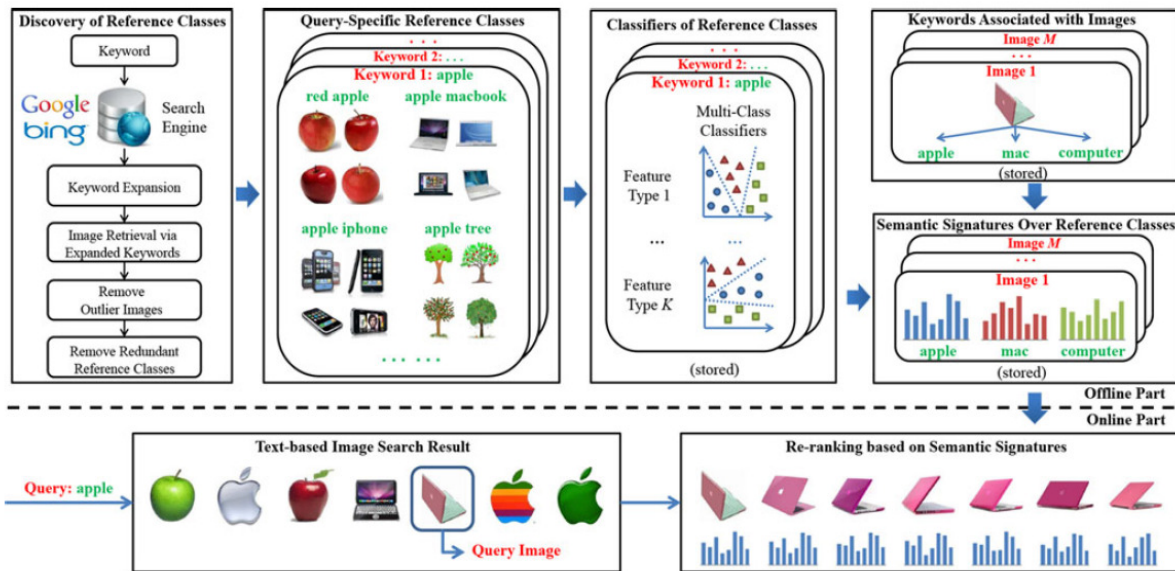 Discovery of Reference Classes
Keyword
Google
bing
Search
Engine
Keyword Expansion
Image Retrieval via
Expanded Keywords
Remove
Outlier Images
Remove Redundant
Reference Classes
Query-Specific Reference Classes
. . .
Keyword 2: . . .
Keyword 1: apple
red apple
apple macbook
apple iphone
apple tree
. . . . . .
Classifiers of Reference Classes
. . .
Keyword 2: . . .
Keyword 1: apple
Multi-Class
Classifiers
Feature
Type 1
... ...
Feature
Type K
(stored)
Keywords Associated with Images
Image M
. . .
Image 1
apple mac computer
(stored)
Semantic Signatures Over Reference Classes
Image M
. . .
Image 1
apple mac computer
(stored)
Offline Part
Online Part
Query: apple
Text-based Image Search Result
Query Image
Re-ranking based on Semantic Signatures